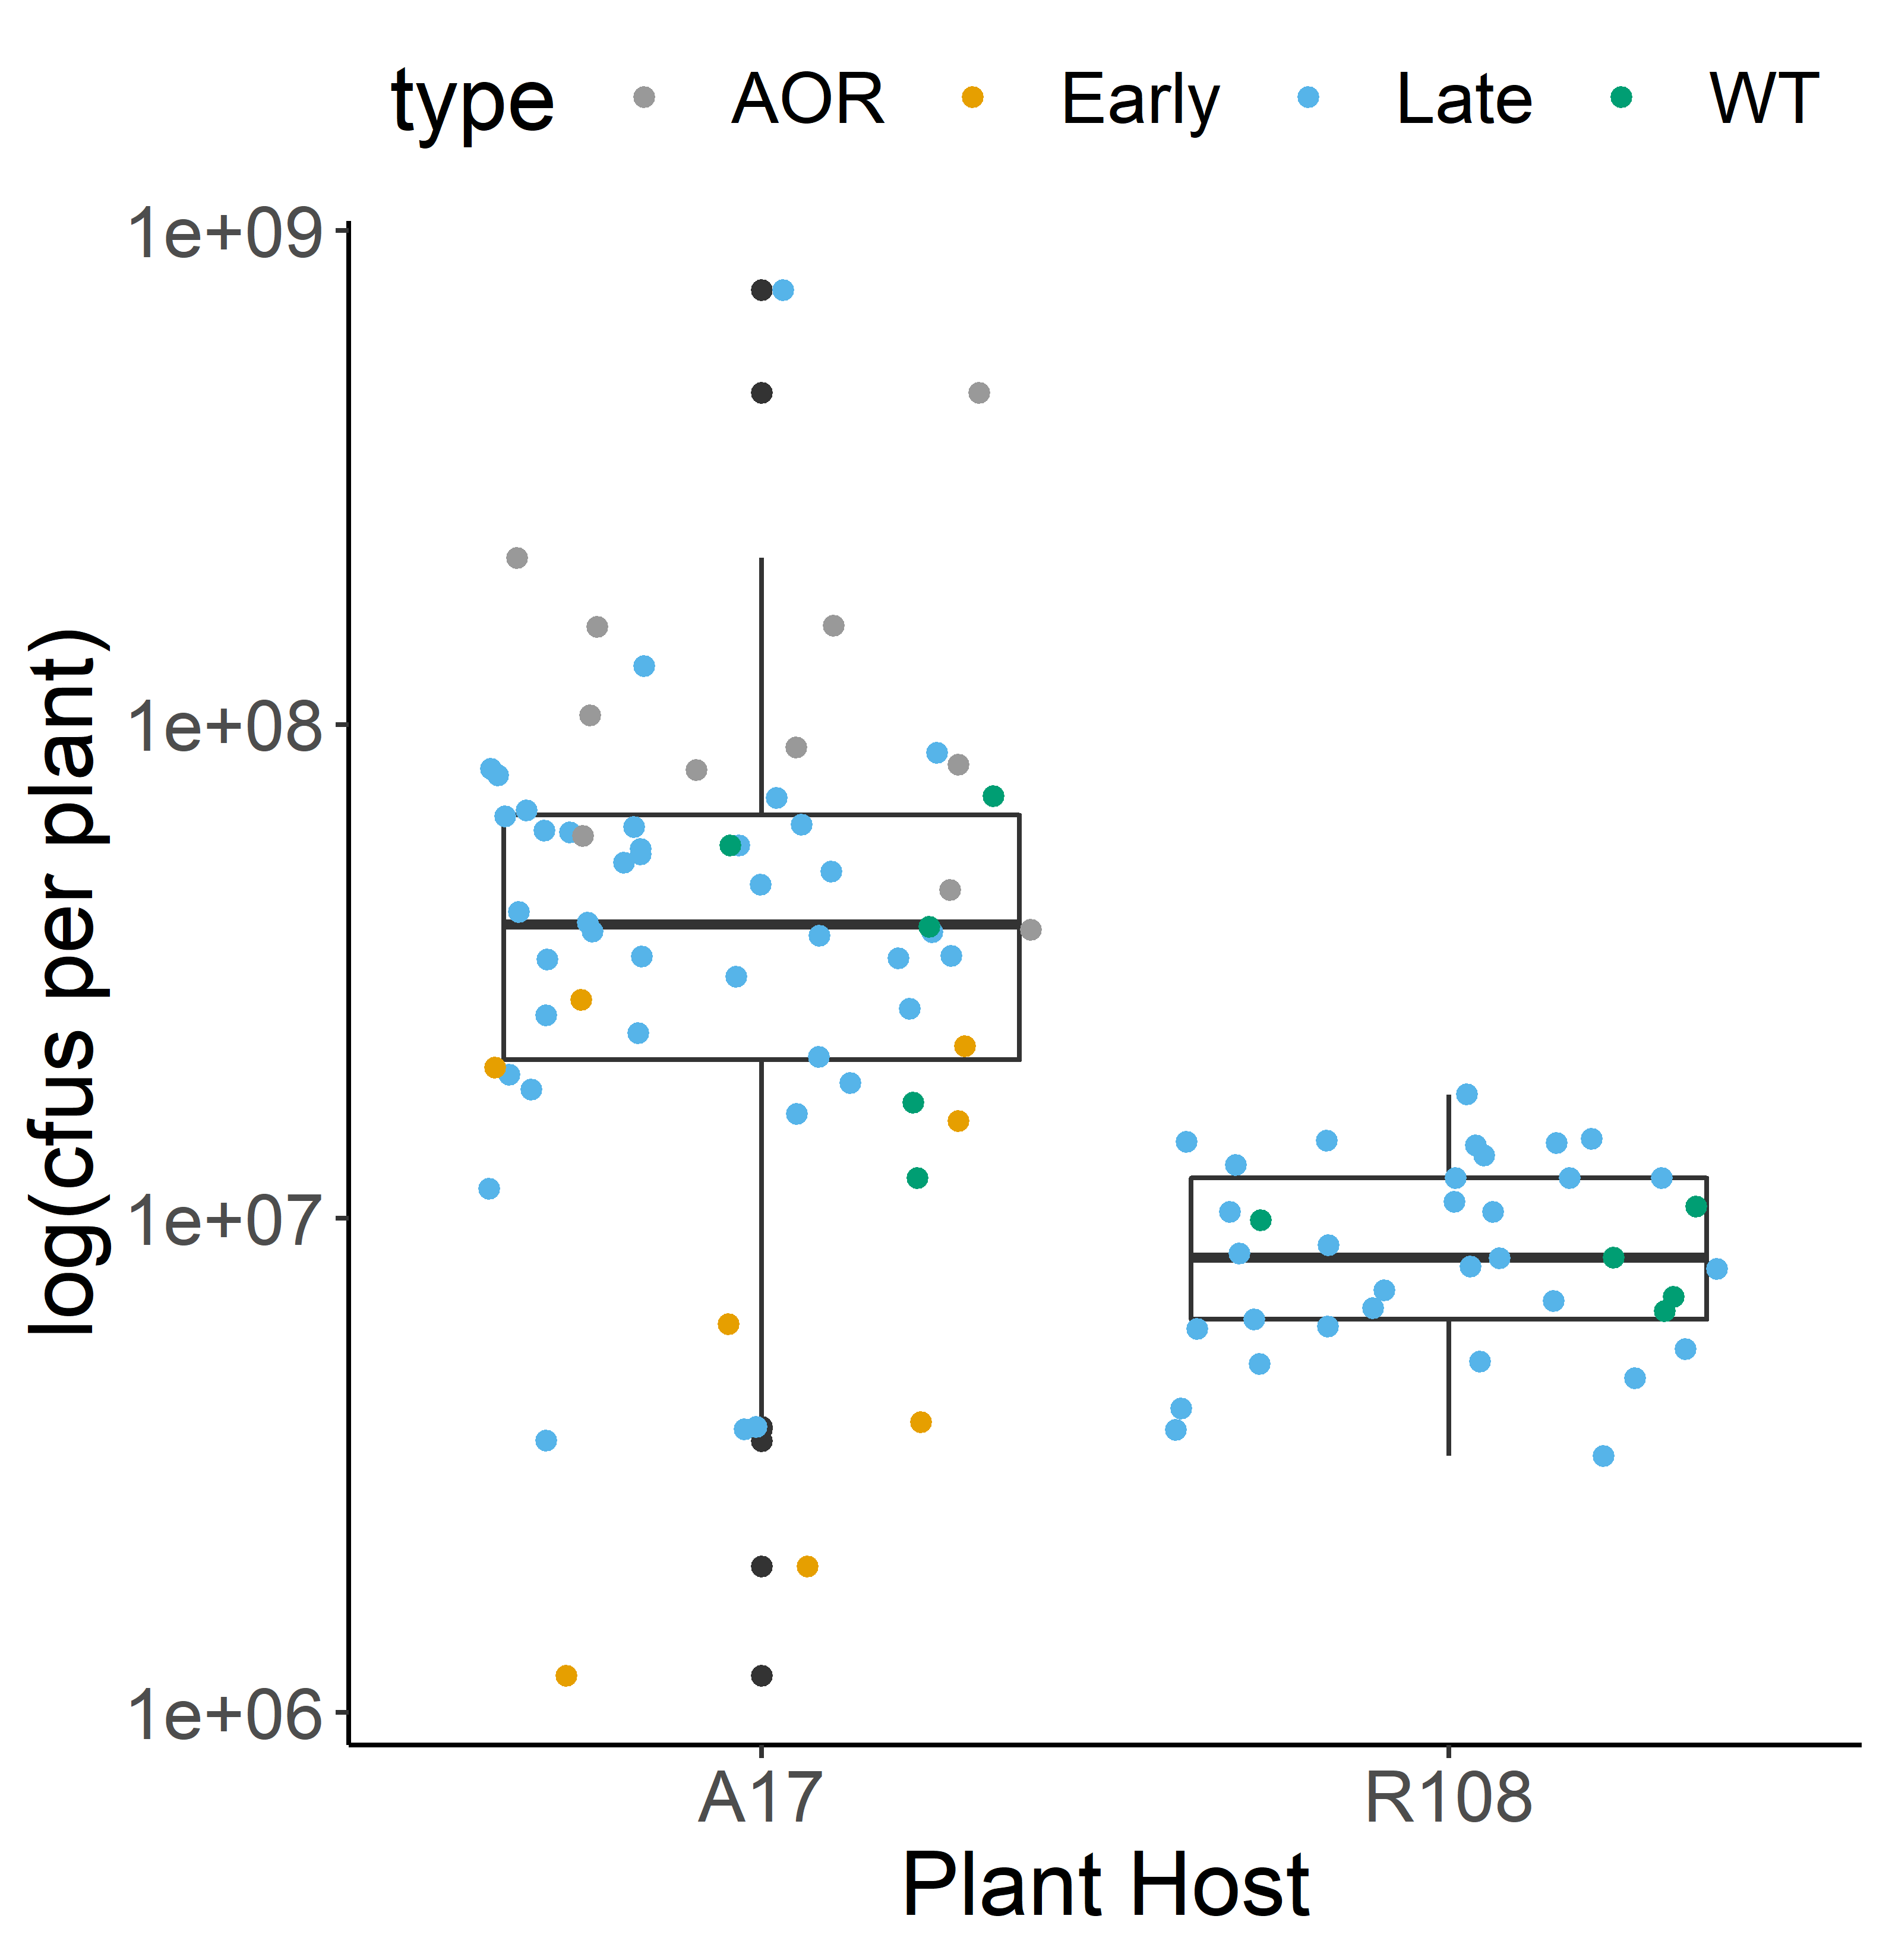 type AOR Early Late WT
1e+09
1e+08
1e+07
1e+06
log(cfus per plant)
A17 R108
Plant Host